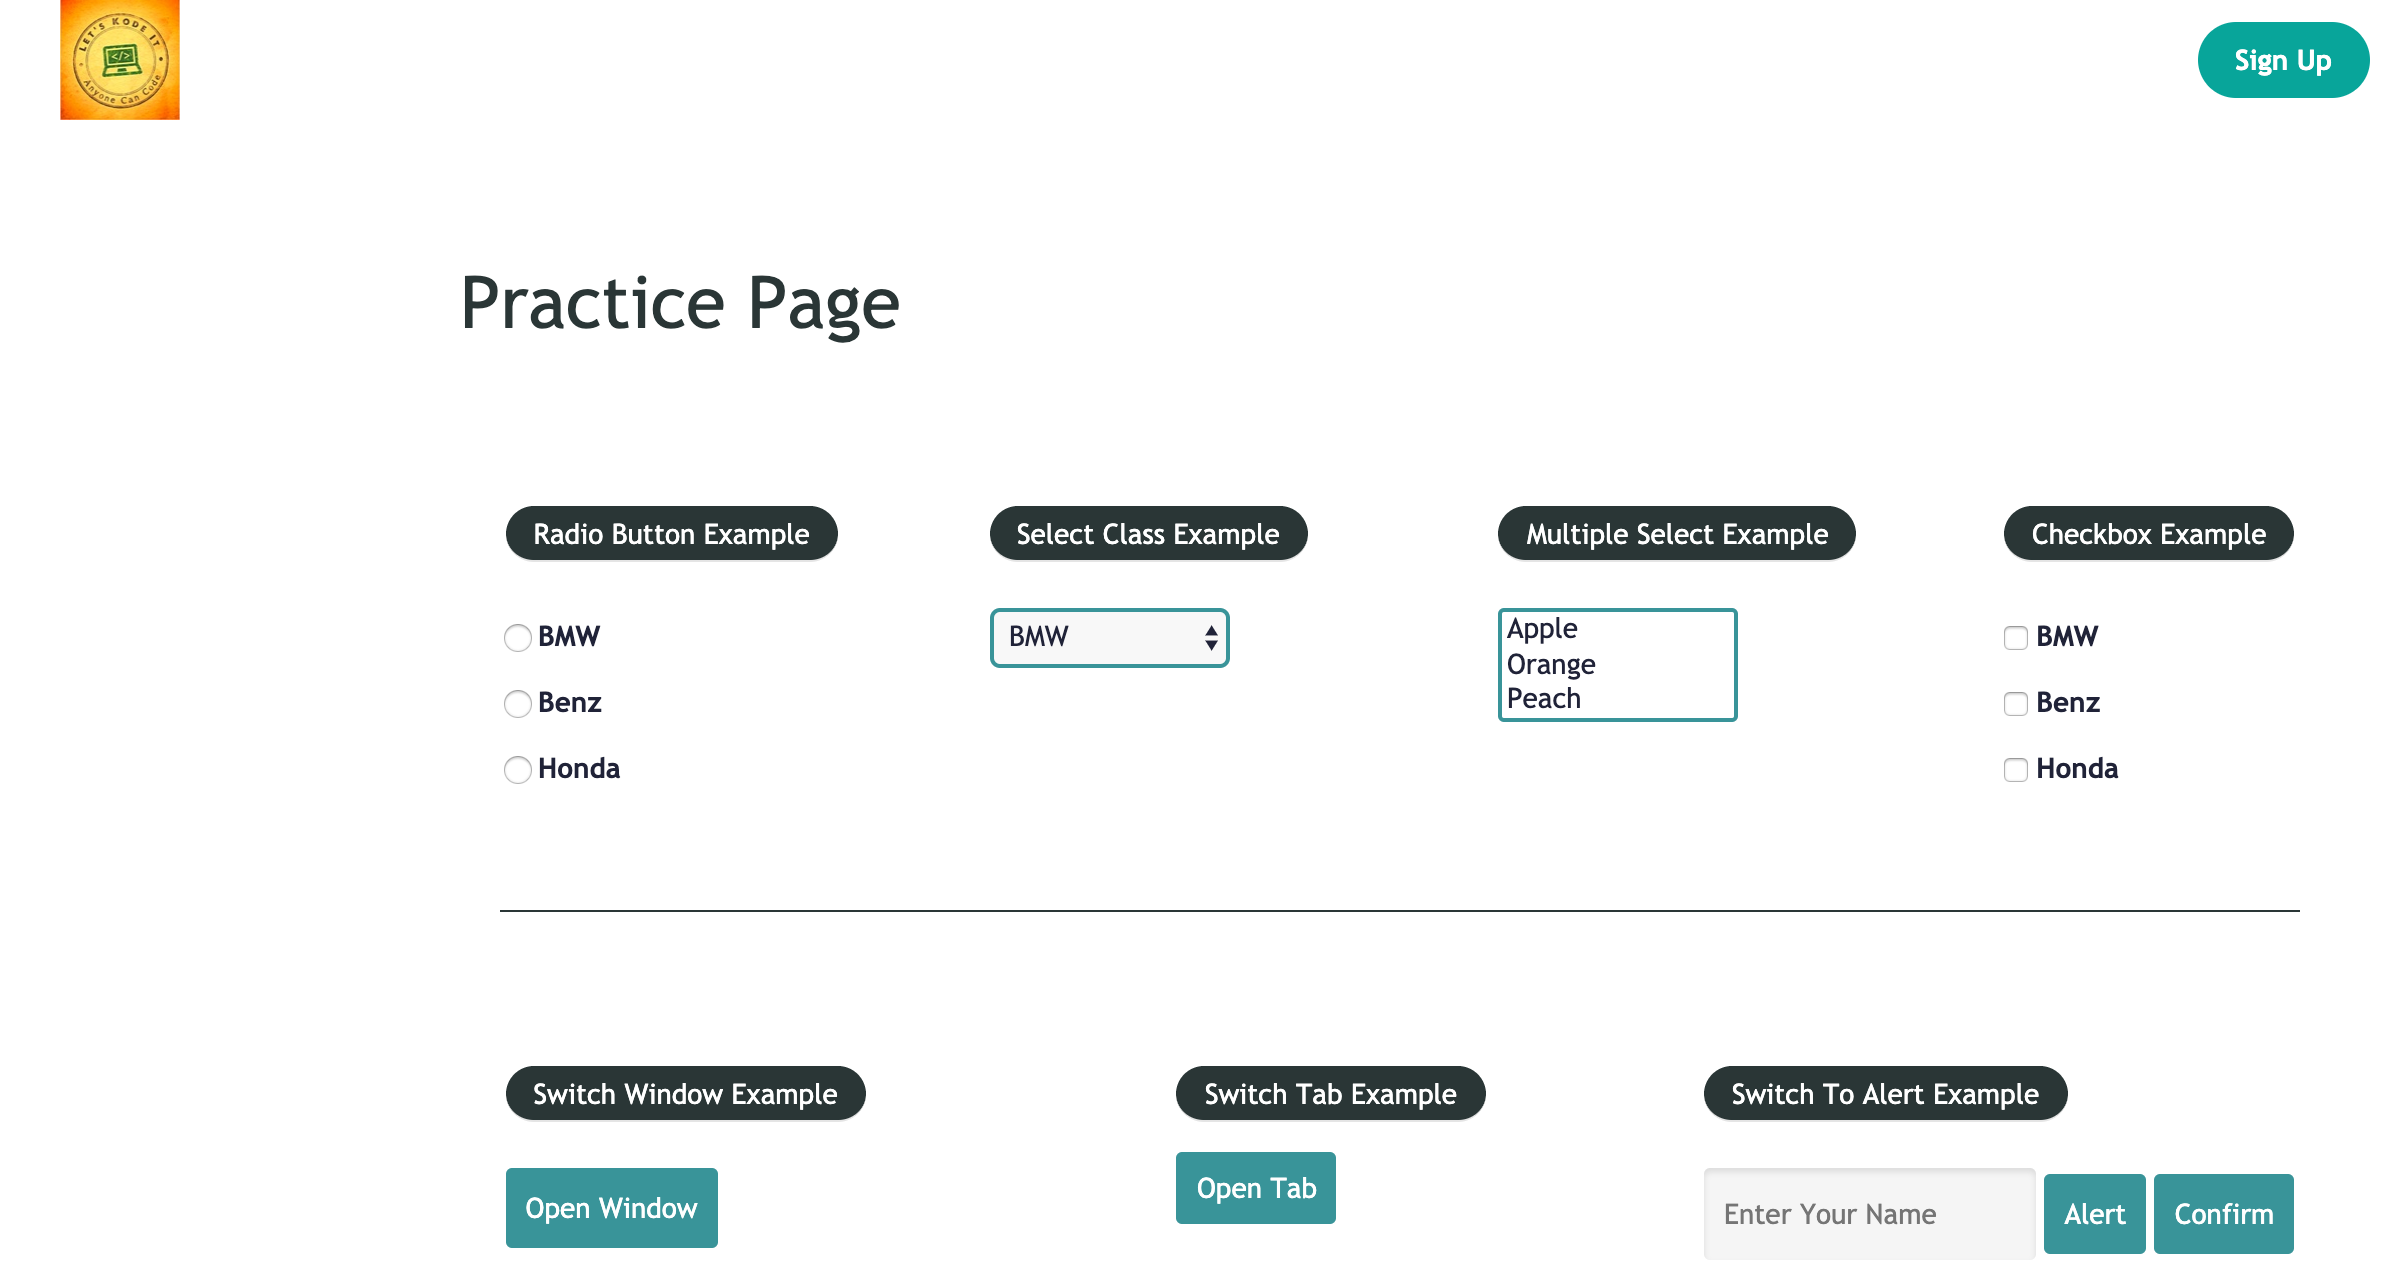 LET'S KODE IT
</>
Anyone Can Code
Sign Up
Practice Page
Radio Button Example
Select Class Example
Multiple Select Example
Checkbox Example
BMW
Benz
Honda
BMW
Apple
Orange
Peach
BMW
Benz
Honda
Switch Window Example
Switch Tab Example
Switch To Alert Example
Open Window
Open Tab
Enter Your Name
Alert
Confirm